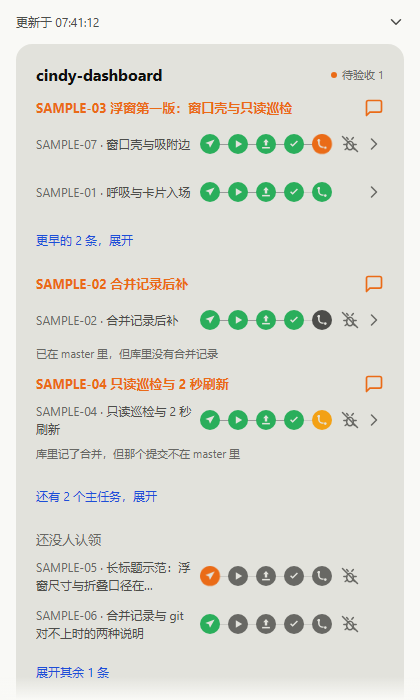 更新于 07:41:12
cindy-dashboard
待验收 1
SAMPLE-03 浮窗第一版：窗口壳与只读巡检
SAMPLE-07 · 窗口壳与吸附边
SAMPLE-01 · 呼吸与卡片入场
更早的 2 条，展开
SAMPLE-02 合并记录后补
SAMPLE-02 · 合并记录后补
已在 master 里，但库里没有合并记录
SAMPLE-04 只读巡检与 2 秒刷新
SAMPLE-04 · 只读巡检与 2 秒
刷新
库里记了合并，但那个提交不在 master 里
还有 2 个主任务，展开
还没人认领
SAMPLE-05 · 长标题示范：浮
窗尺寸与折叠口径在...
SAMPLE-06 · 合并记录与 git
对不上时的两种说明
展开其余 1 条